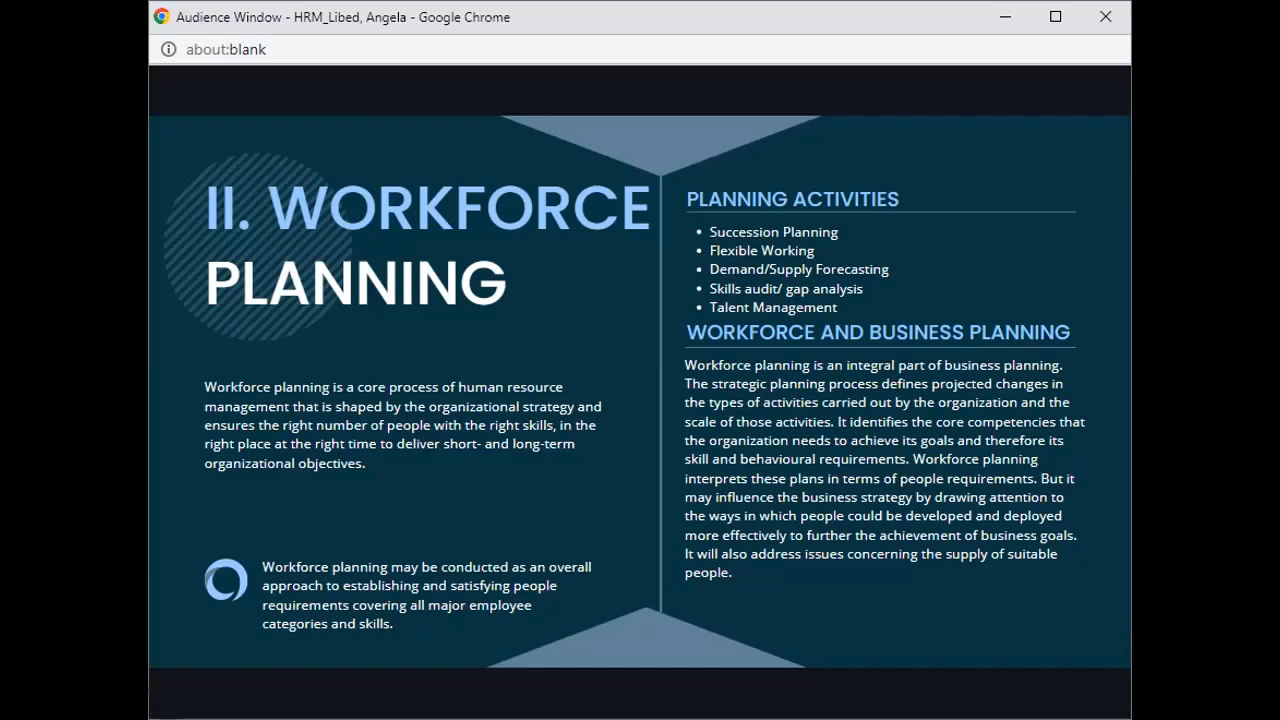 Audience Window - HRM_Libed, Angela - Google Chrome
about:blank
II. WORKFORCE
PLANNING
Workforce planning is a core process of human resource
management that is shaped by the organizational strategy and
ensures the right number of people with the right skills, in the
right place at the right time to deliver short- and long-term
organizational objectives.
Workforce planning may be conducted as an overall
approach to establishing and satisfying people
requirements covering all major employee
categories and skills.
PLANNING ACTIVITIES
• Succession Planning
• Flexible Working
• Demand/Supply Forecasting
• Skills audit/ gap analysis
• Talent Management
WORKFORCE AND BUSINESS PLANNING
Workforce planning is an integral part of business planning.
The strategic planning process defines projected changes in
the types of activities carried out by the organization and the
scale of those activities. It identifies the core competencies that
the organization needs to achieve its goals and therefore its
skill and behavioural requirements. Workforce planning
interprets these plans in terms of people requirements. But it
may influence the business strategy by drawing attention to
the ways in which people could be developed and deployed
more effectively to further the achievement of business goals.
It will also address issues concerning the supply of suitable
people.